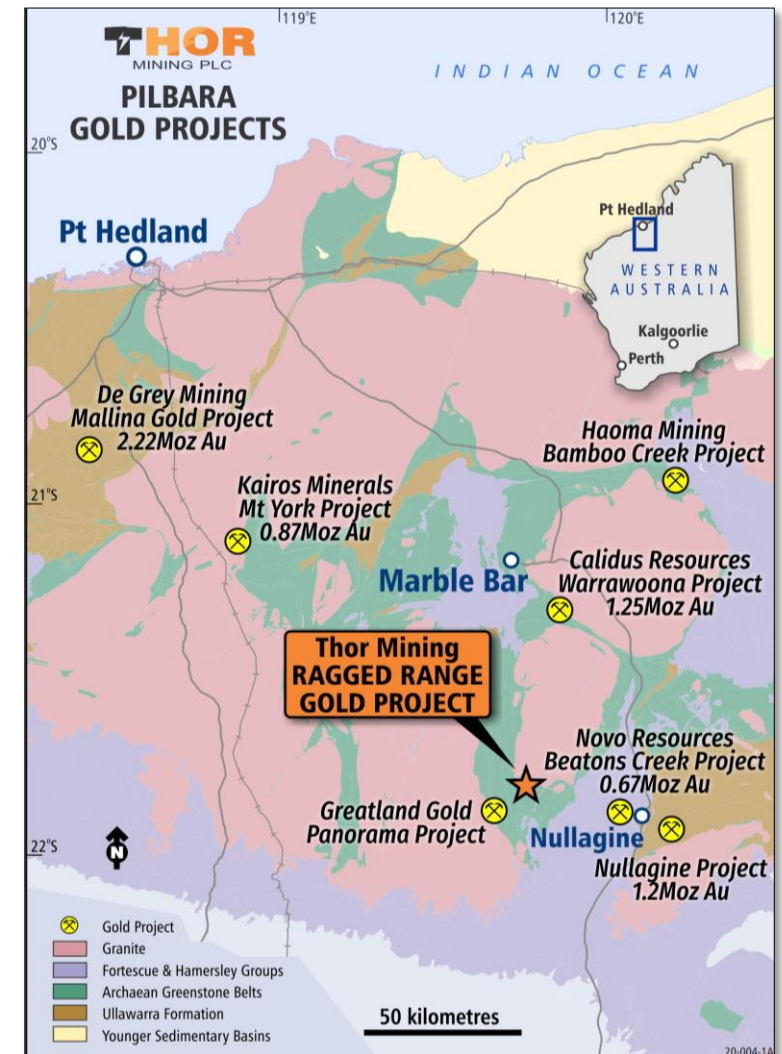 119°E
120°E
THOR
MINING PLC
PILBARA
GOLD PROJECTS
INDIAN OCEAN
20°S
Pt Hedland
Pt Hedland
WESTERN
AUSTRALIA
Kalgoorlie
Perth
De Grey Mining
Mallina Gold Project
2.22Moz Au
Haoma Mining
Bamboo Creek Project
21°S
Kairos Minerals
Mt York Project
0.87Moz Au
Marble Bar
Calidus Resources
Warrawoona Project
1.25Moz Au
Thor Mining
RAGGED RANGE
GOLD PROJECT
Novo Resources
Beatons Creek Project
0.67Moz Au
Greatland Gold
Panorama Project
Nullagine
Nullagine Project
1.2Moz Au
22°S
N
Gold Project
Granite
Fortescue & Hamersley Groups
Archaean Greenstone Belts
Ullawarra Formation
Younger Sedimentary Basins
50 kilometres
20-004-1A